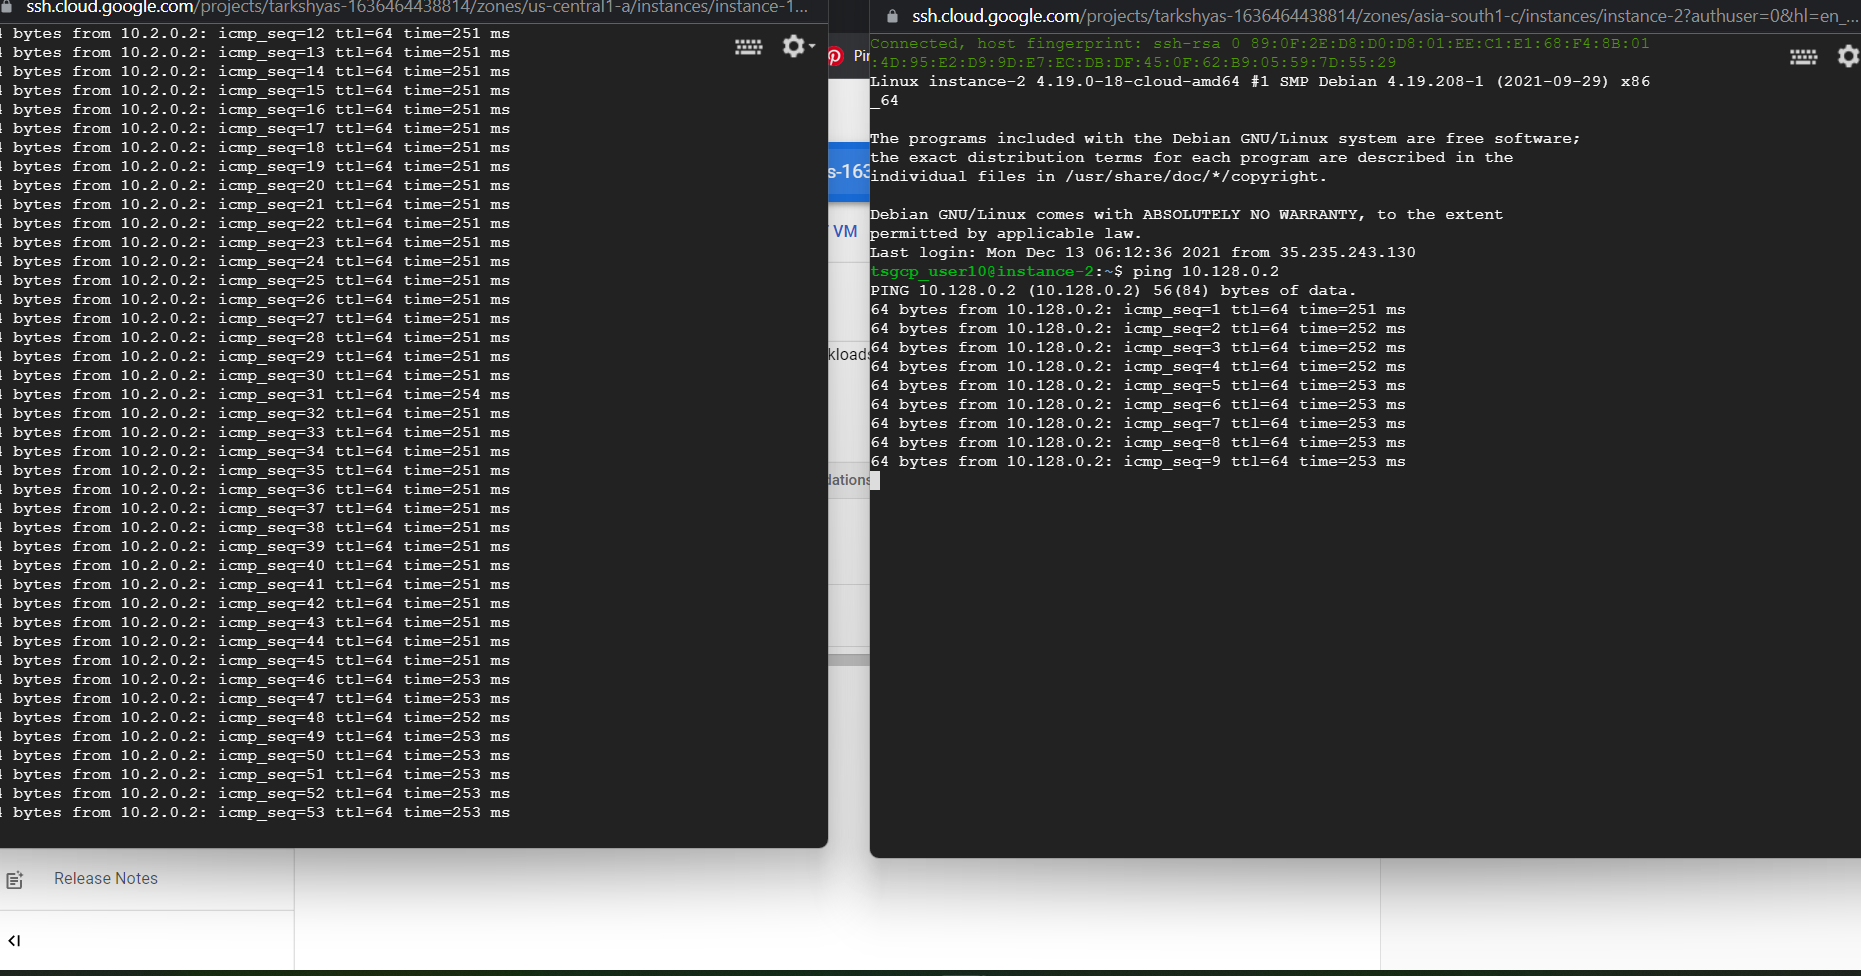 ssh.cloud.google.com/projects/tarkshyas-1636464438814/zones/us-central1-a/instances/instance-1...
bytes from 10.2.0.2: icmp_seq=12 ttl=64 time=251 ms
bytes from 10.2.0.2: icmp_seq=13 ttl=64 time=251 ms
bytes from 10.2.0.2: icmp_seq=14 ttl=64 time=251 ms
bytes from 10.2.0.2: icmp_seq=15 ttl=64 time=251 ms
bytes from 10.2.0.2: icmp_seq=16 ttl=64 time=251 ms
bytes from 10.2.0.2: icmp_seq=17 ttl=64 time=251 ms
bytes from 10.2.0.2: icmp_seq=18 ttl=64 time=251 ms
bytes from 10.2.0.2: icmp_seq=19 ttl=64 time=251 ms
bytes from 10.2.0.2: icmp_seq=20 ttl=64 time=251 ms
bytes from 10.2.0.2: icmp_seq=21 ttl=64 time=251 ms
bytes from 10.2.0.2: icmp_seq=22 ttl=64 time=251 ms
bytes from 10.2.0.2: icmp_seq=23 ttl=64 time=251 ms
bytes from 10.2.0.2: icmp_seq=24 ttl=64 time=251 ms
bytes from 10.2.0.2: icmp_seq=25 ttl=64 time=251 ms
bytes from 10.2.0.2: icmp_seq=26 ttl=64 time=251 ms
bytes from 10.2.0.2: icmp_seq=27 ttl=64 time=251 ms
bytes from 10.2.0.2: icmp_seq=28 ttl=64 time=251 ms
bytes from 10.2.0.2: icmp_seq=29 ttl=64 time=251 ms
bytes from 10.2.0.2: icmp_seq=30 ttl=64 time=251 ms
bytes from 10.2.0.2: icmp_seq=31 ttl=64 time=254 ms
bytes from 10.2.0.2: icmp_seq=32 ttl=64 time=251 ms
bytes from 10.2.0.2: icmp_seq=33 ttl=64 time=251 ms
bytes from 10.2.0.2: icmp_seq=34 ttl=64 time=251 ms
bytes from 10.2.0.2: icmp_seq=35 ttl=64 time=251 ms
bytes from 10.2.0.2: icmp_seq=36 ttl=64 time=251 ms
bytes from 10.2.0.2: icmp_seq=37 ttl=64 time=251 ms
bytes from 10.2.0.2: icmp_seq=38 ttl=64 time=251 ms
bytes from 10.2.0.2: icmp_seq=39 ttl=64 time=251 ms
bytes from 10.2.0.2: icmp_seq=40 ttl=64 time=251 ms
bytes from 10.2.0.2: icmp_seq=41 ttl=64 time=251 ms
bytes from 10.2.0.2: icmp_seq=42 ttl=64 time=251 ms
bytes from 10.2.0.2: icmp_seq=43 ttl=64 time=251 ms
bytes from 10.2.0.2: icmp_seq=44 ttl=64 time=251 ms
bytes from 10.2.0.2: icmp_seq=45 ttl=64 time=251 ms
bytes from 10.2.0.2: icmp_seq=46 ttl=64 time=253 ms
bytes from 10.2.0.2: icmp_seq=47 ttl=64 time=253 ms
bytes from 10.2.0.2: icmp_seq=48 ttl=64 time=252 ms
bytes from 10.2.0.2: icmp_seq=49 ttl=64 time=253 ms
bytes from 10.2.0.2: icmp_seq=50 ttl=64 time=253 ms
bytes from 10.2.0.2: icmp_seq=51 ttl=64 time=253 ms
bytes from 10.2.0.2: icmp_seq=52 ttl=64 time=253 ms
bytes from 10.2.0.2: icmp_seq=53 ttl=64 time=253 ms
s-163
VM
kloads
dations
ssh.cloud.google.com/projects/tarkshyas-1636464438814/zones/asia-south1-c/instances/instance-2?authuser=0&hl=en_...
Connected, host fingerprint: ssh-rsa 0 89:0F:2E:D8:D0:D8:01:EE:C1:E1:68:F4:8B:01
:4D:95:E2:D9:9D:E7:EC:DB:DF:45:0F:62:B9:05:59:7D:55:29
Linux instance-2 4.19.0-18-cloud-amd64 #1 SMP Debian 4.19.208-1 (2021-09-29) x86
_64
The programs included with the Debian GNU/Linux system are free software;
the exact distribution terms for each program are described in the
individual files in /usr/share/doc/*/copyright.
Debian GNU/Linux comes with ABSOLUTELY NO WARRANTY, to the extent
permitted by applicable law.
Last login: Mon Dec 13 06:12:36 2021 from 35.235.243.130
tsgcp_user10@instance-2:~$ ping 10.128.0.2
PING 10.128.0.2 (10.128.0.2) 56(84) bytes of data.
64 bytes from 10.128.0.2: icmp_seq=1 ttl=64 time=251 ms
64 bytes from 10.128.0.2: icmp_seq=2 ttl=64 time=252 ms
64 bytes from 10.128.0.2: icmp_seq=3 ttl=64 time=252 ms
64 bytes from 10.128.0.2: icmp_seq=4 ttl=64 time=252 ms
64 bytes from 10.128.0.2: icmp_seq=5 ttl=64 time=253 ms
64 bytes from 10.128.0.2: icmp_seq=6 ttl=64 time=253 ms
64 bytes from 10.128.0.2: icmp_seq=7 ttl=64 time=253 ms
64 bytes from 10.128.0.2: icmp_seq=8 ttl=64 time=253 ms
64 bytes from 10.128.0.2: icmp_seq=9 ttl=64 time=253 ms
Release Notes